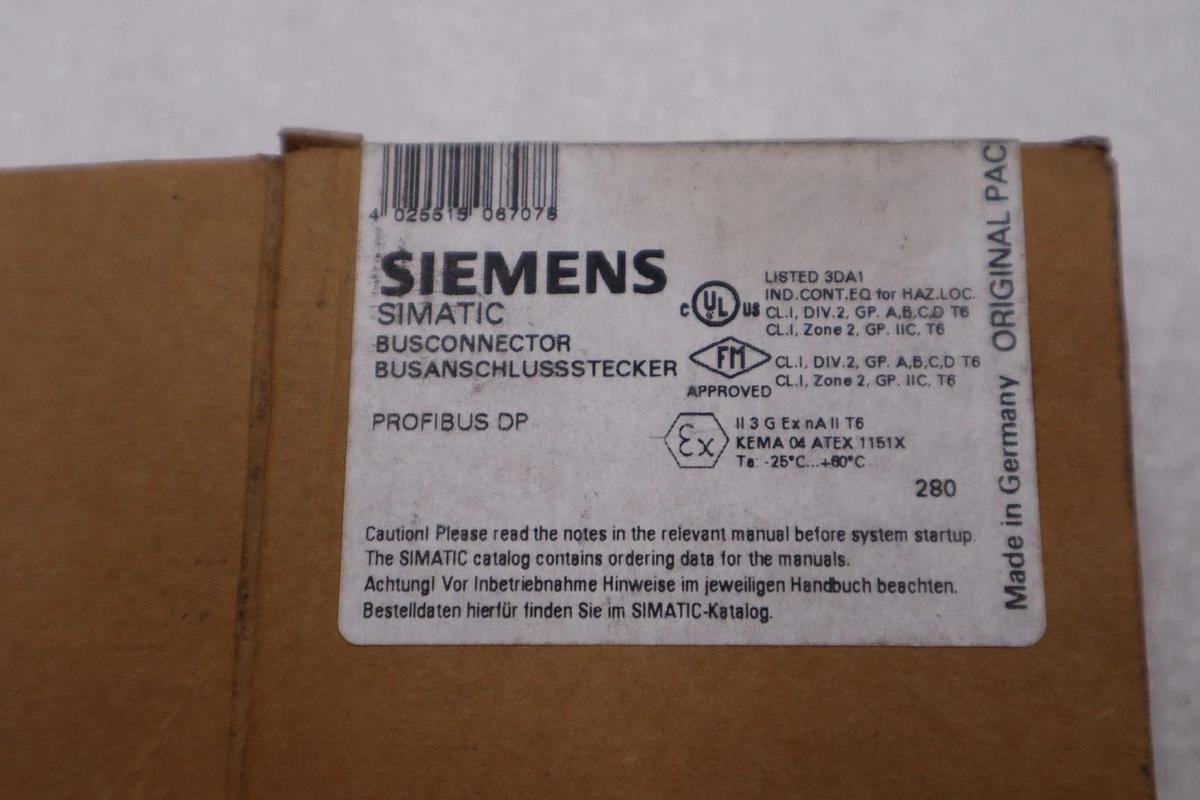 4 025515 067078
SIEMENS
SIMATIC
BUSCONNECTOR
BUSANSCHLUSSSTECKER
PROFIBUS DP
C UL US
LISTED 3DA1
IND.CONT.EQ for HAZ.LOC.
CL.I, DIV.2, GP. A,B,C,D T6
CL.I, Zone 2, GP. IIC, T6
FM
APPROVED
CL.I, DIV.2, GP. A,B,C,D T6
CL.I, Zone 2, GP. IIC, T6
Ex
II 3 G Ex nA II T6
KEMA 04 ATEX 1151X
Ta: -25°C...+60°C
280
Caution! Please read the notes in the relevant manual before system startup.
The SIMATIC catalog contains ordering data for the manuals.
Achtung! Vor Inbetriebnahme Hinweise im jeweiligen Handbuch beachten.
Bestelldaten hierfür finden Sie im SIMATIC-Katalog.
Made in Germany ORIGINAL PAC